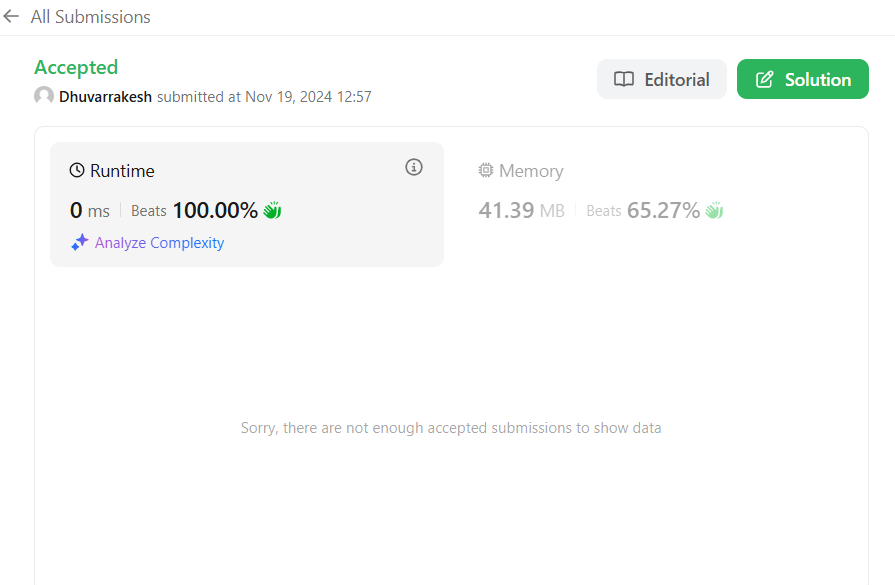 All Submissions
Accepted
Dhuvarrakesh submitted at Nov 19, 2024 12:57
Editorial
Solution
Runtime
0 ms Beats 100.00%
Analyze Complexity
Memory
41.39 MB Beats 65.27%
Sorry, there are not enough accepted submissions to show data